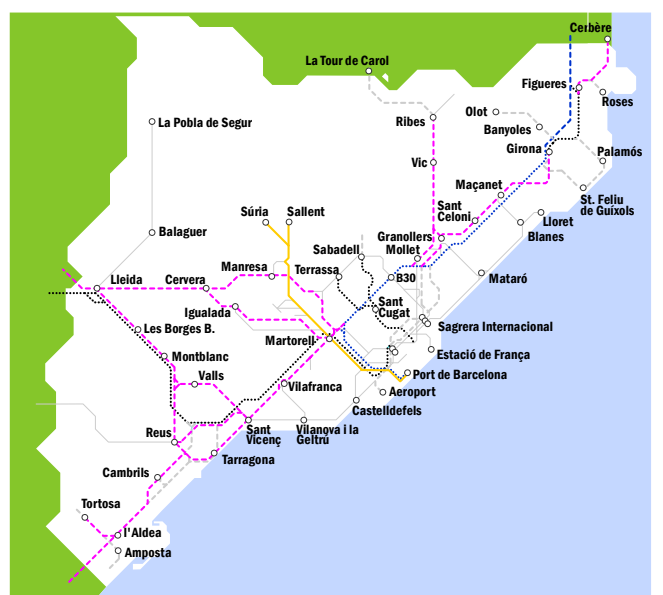 Cerbère
La Tour de Carol
Figueres
Roses
Olot
Ribes
La Pobla de Segur
Banyoles
Girona
Palamós
Vic
Maçanet
St. Feliu
de Guíxols
Súria
Sallent
Sant
Celoni
Lloret
Blanes
Balaguer
Granollers
Mollet
Sabadell
Manresa
Terrassa
B30
Mataró
Lleida
Cervera
Igualada
Sant
Cugat
Sagrera Internacional
Les Borges B.
Martorell
Estació de França
Montblanc
Port de Barcelona
Valls
Vilafranca
Aeroport
Castelldefels
Reus
Sant
Vicenç
Vilanova i la
Geltrú
Tarragona
Cambrils
Tortosa
l'Aldea
Amposta